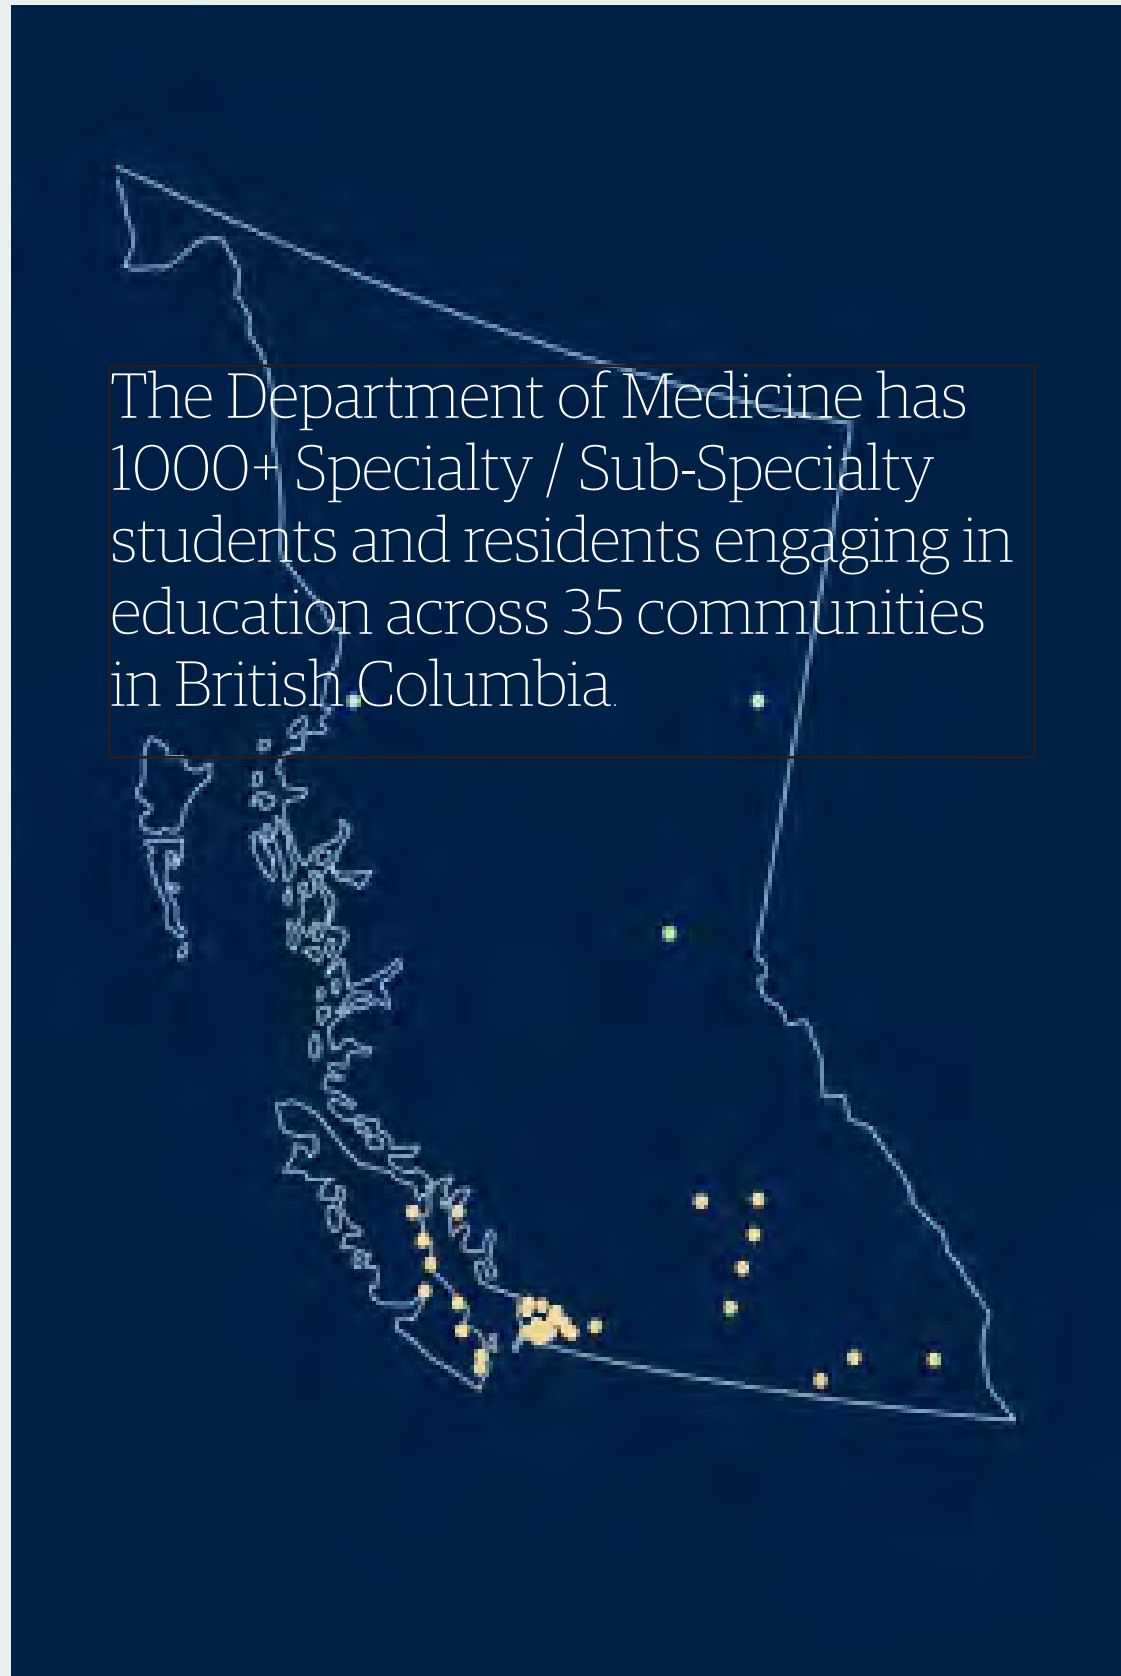 The Department of Medicine has
1000+ Specialty / Sub-Specialty
students and residents engaging in
education across 35 communities
in British Columbia.